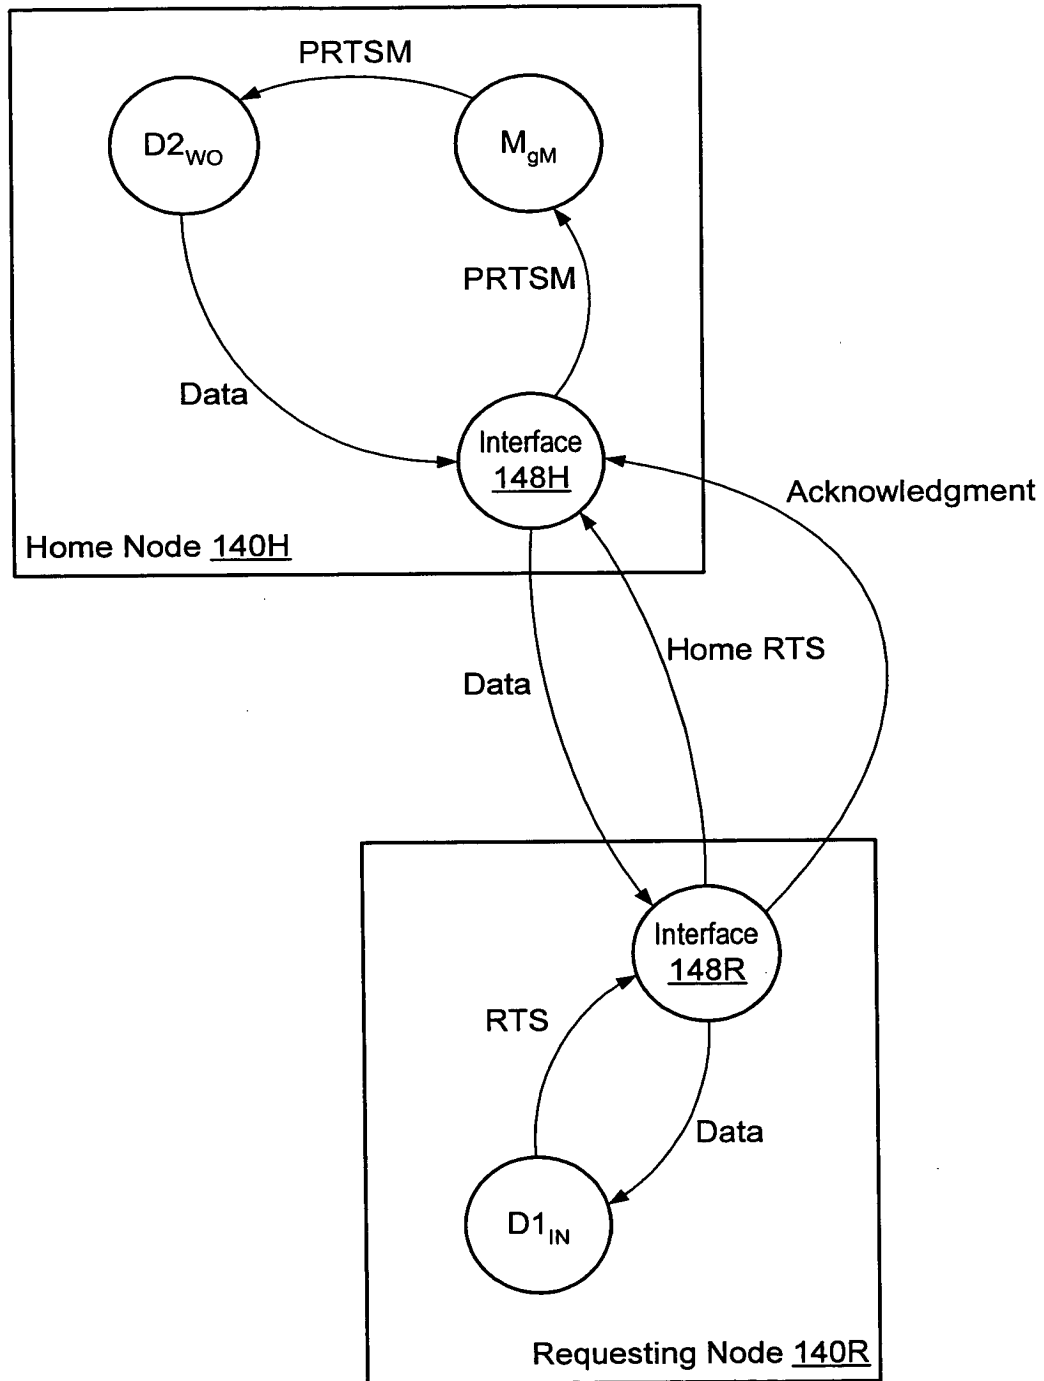 PRTSM
D2WO
MgM
PRTSM
Data
Interface
148H
Acknowledgment
Home Node 140H
Home RTS
Data
Interface
148R
RTS
Data
D1IN
Requesting Node 140R